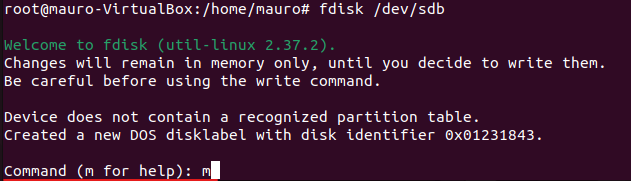 root@mauro-VirtualBox:/home/mauro# fdisk /dev/sdb
Welcome to fdisk (util-linux 2.37.2).
Changes will remain in memory only, until you decide to write them.
Be careful before using the write command.
Device does not contain a recognized partition table.
Created a new DOS disklabel with disk identifier 0x01231843.
Command (m for help): m